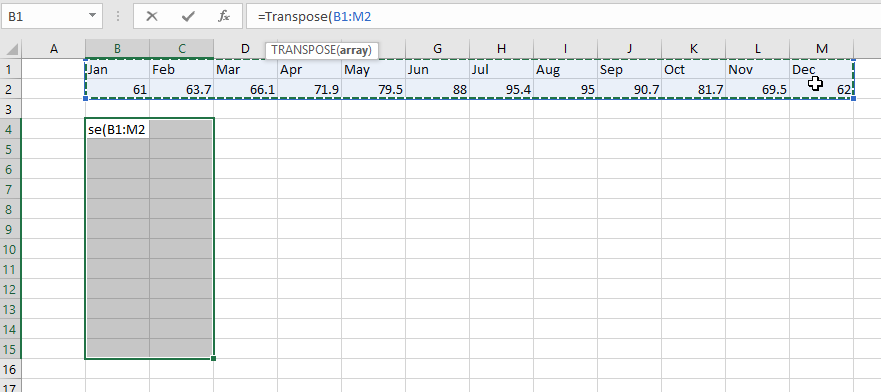 B1 fx =Transpose(B1:M2
A B C D E F G H I J K L M
TRANSPOSE(array)
1 Jan Feb Mar Apr May Jun Jul Aug Sep Oct Nov Dec
2 61 63.7 66.1 71.9 79.5 88 95.4 95 90.7 81.7 69.5 62
3
4 se(B1:M2
5
6
7
8
9
10
11
12
13
14
15
16
17